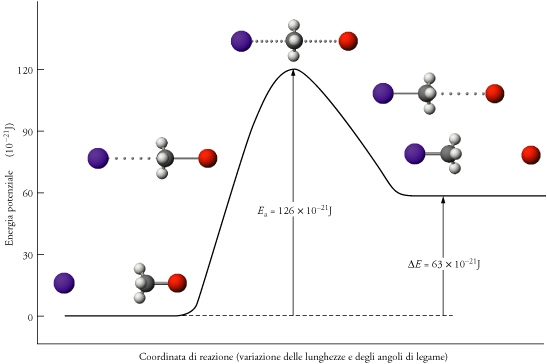 Energia potenziale (10⁻²¹J)
120
90
60
30
0
Eₐ = 126 × 10⁻²¹J
ΔE = 63 × 10⁻²¹J
Coordinata di reazione (variazione delle lunghezze e degli angoli di legame)